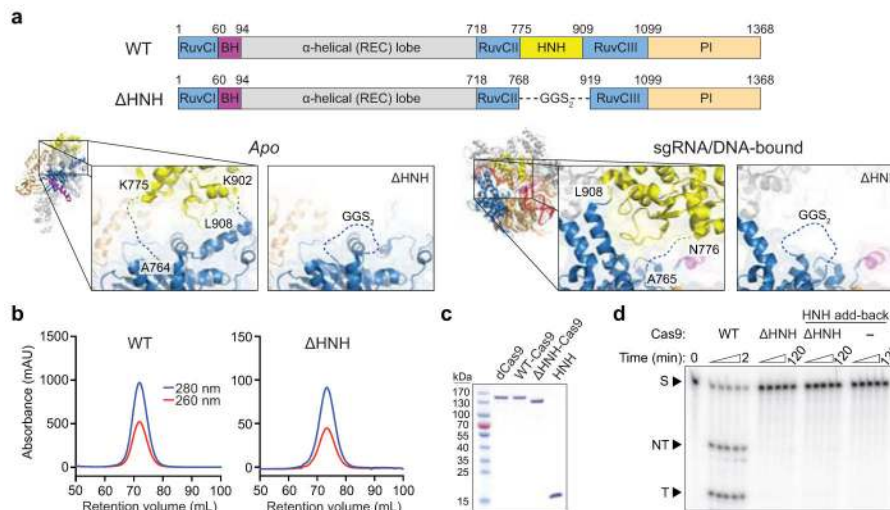 a
1 60 94 718 775 909 1099 1368
WT RuvCI BH α-helical (REC) lobe RuvCII HNH RuvCIII PI
1 60 94 718 768 919 1099 1368
ΔHNH RuvCI BH α-helical (REC) lobe RuvCII GGS2 RuvCIII PI
Apo
K775 K902
L908
A764
ΔHNH
GGS2
sgRNA/DNA-bound
L908
N776
A765
ΔHNH
GGS2
b
WT
Absorbance (mAU)
1500
1000
500
0
280 nm
260 nm
50 60 70 80 90 100
Retention volume (mL)
ΔHNH
150
100
50
0
50 60 70 80 90 100
Retention volume (mL)
c
dCas9
WT-Cas9
ΔHNH-Cas9
HNH
kDa
170
130
100
70
55
40
35
25
15
d
HNH add-back
Cas9: WT ΔHNH ΔHNH –
Time (min): 0 2 120 120
S
NT
T